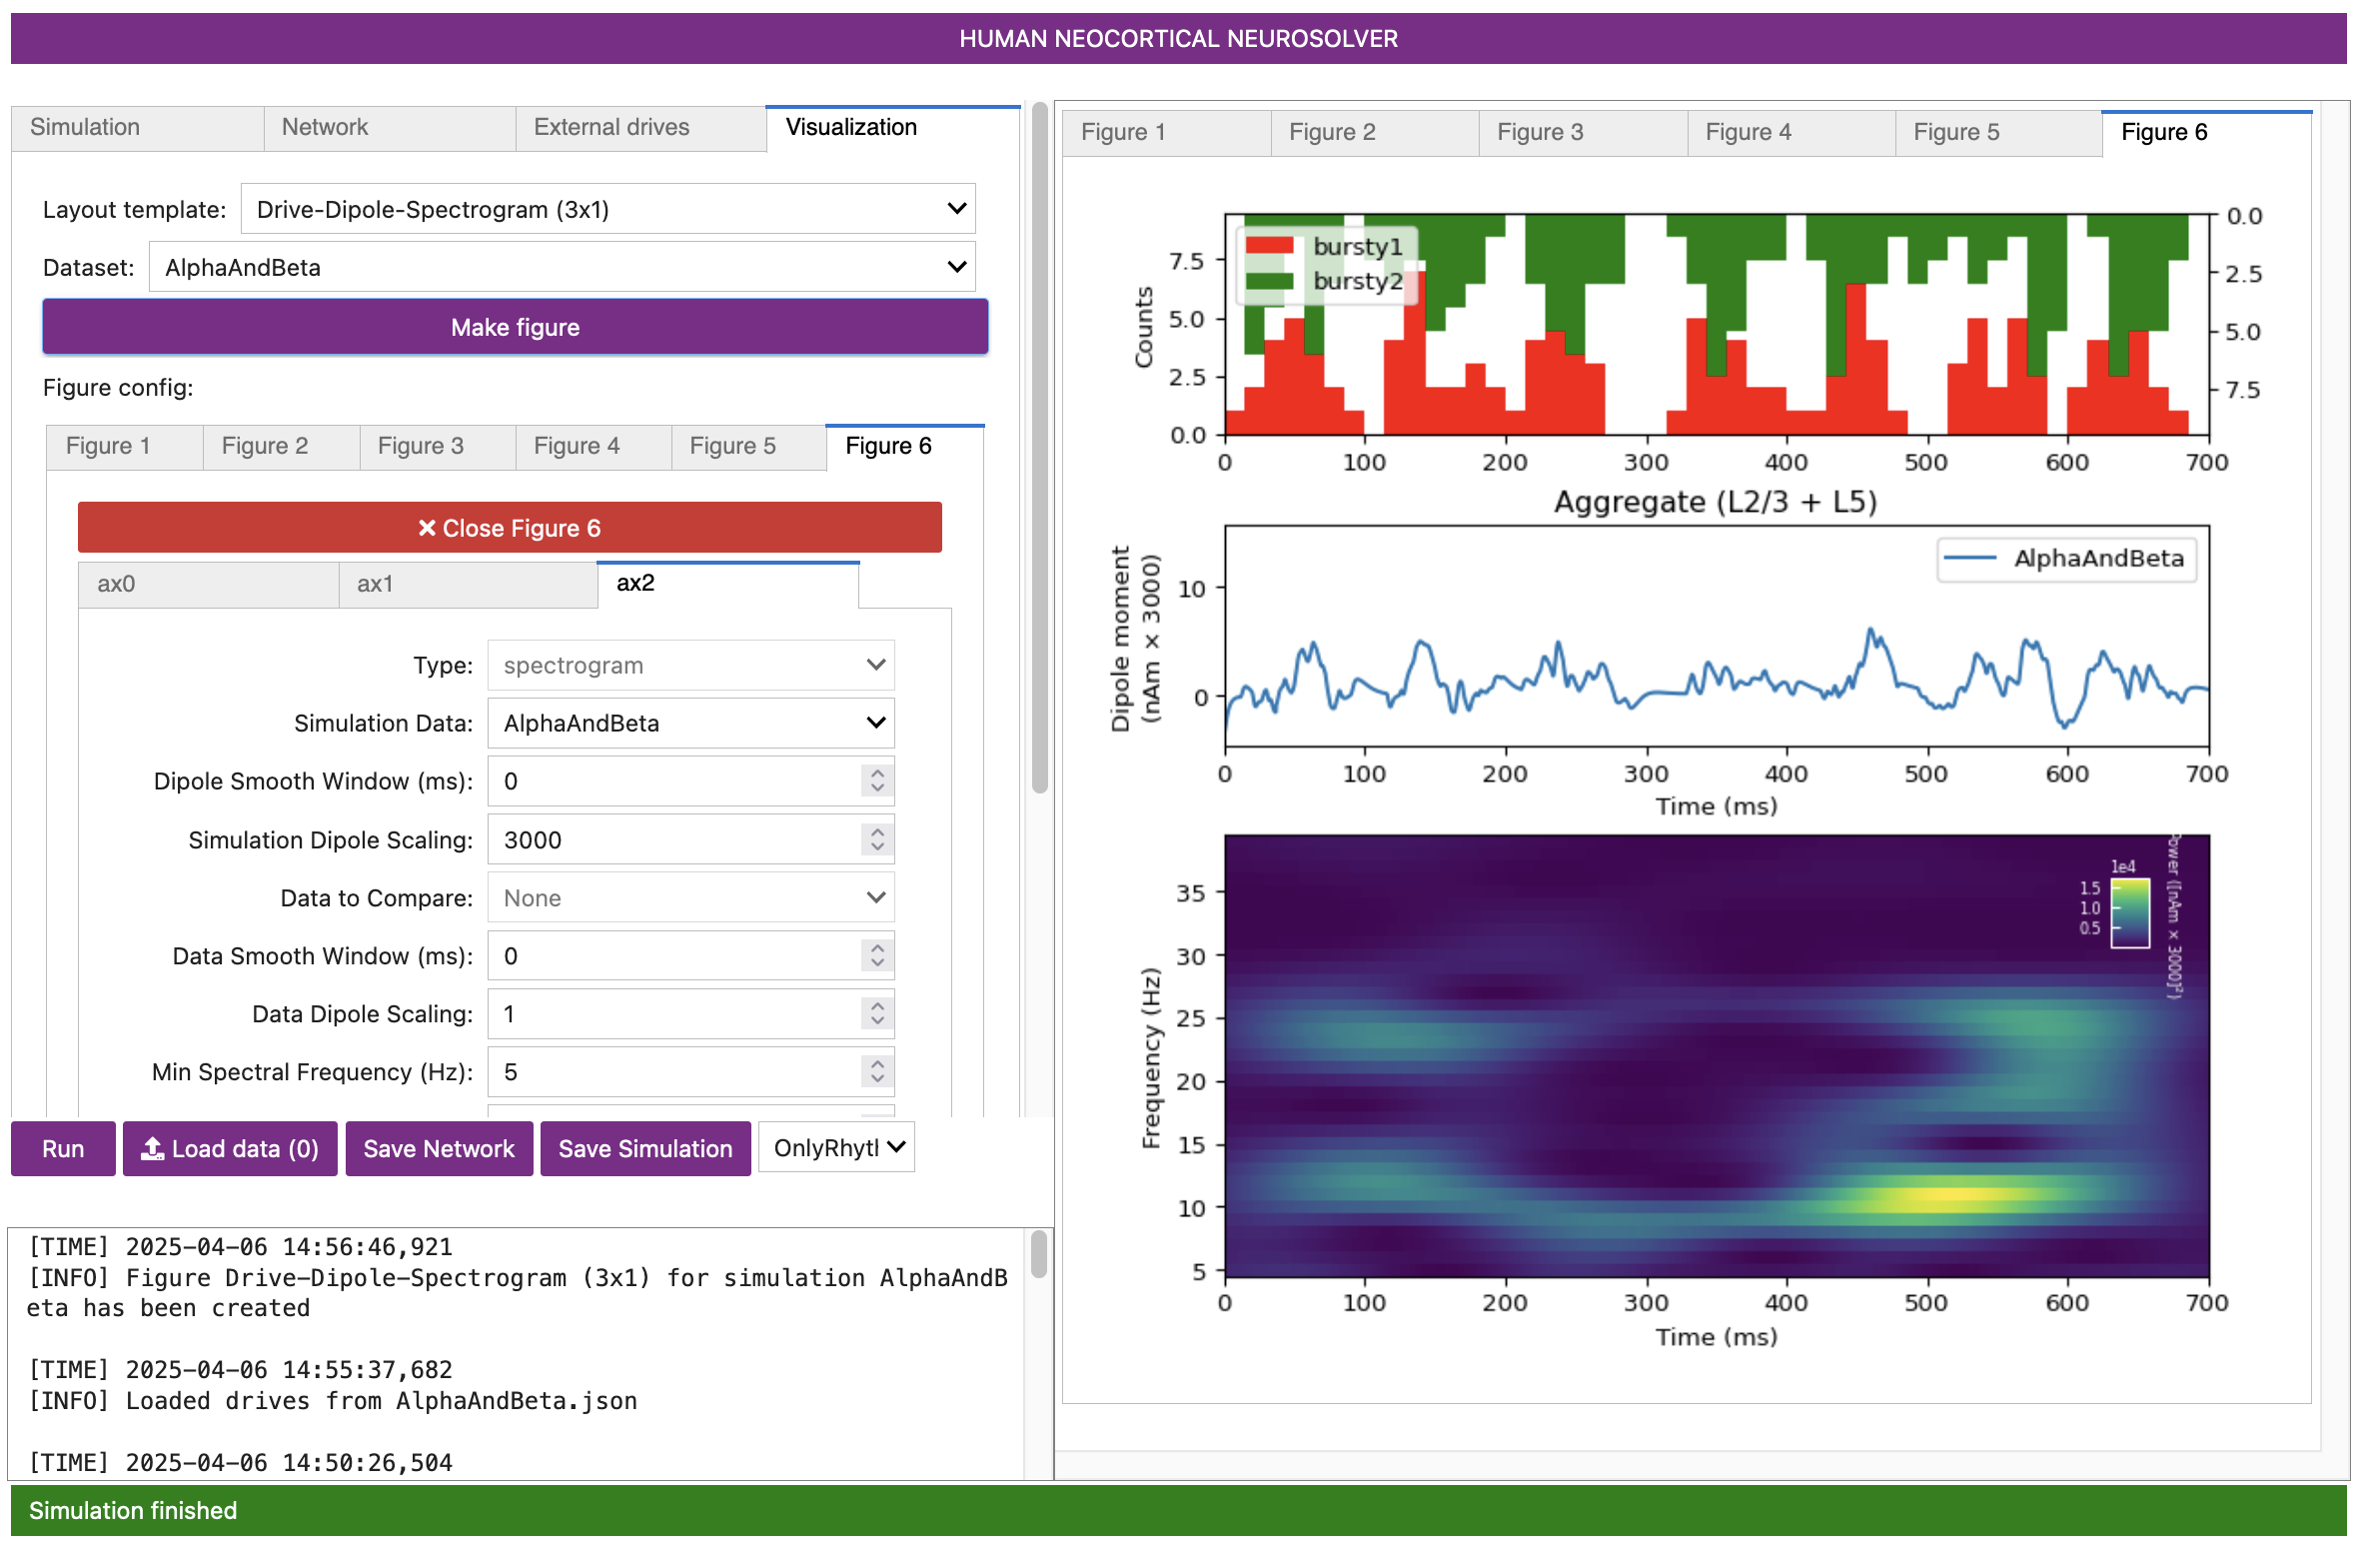 HUMAN NEOCORTICAL NEUROSOLVER
Simulation
Network
External drives
Visualization
Layout template:
Drive-Dipole-Spectrogram (3x1)
Dataset:
AlphaAndBeta
Make figure
Figure config:
Figure 1
Figure 2
Figure 3
Figure 4
Figure 5
Figure 6
Close Figure 6
ax0
ax1
ax2
Type:
spectrogram
Simulation Data:
AlphaAndBeta
Dipole Smooth Window (ms):
0
Simulation Dipole Scaling:
3000
Data to Compare:
None
Data Smooth Window (ms):
0
Data Dipole Scaling:
1
Min Spectral Frequency (Hz):
5
Run
Load data (0)
Save Network
Save Simulation
OnlyRhyt
[TIME] 2025-04-06 14:56:46,921
[INFO] Figure Drive-Dipole-Spectrogram (3x1) for simulation AlphaAndB
eta has been created
[TIME] 2025-04-06 14:55:37,682
[INFO] Loaded drives from AlphaAndBeta.json
[TIME] 2025-04-06 14:50:26,504
Simulation finished
Figure 1
Figure 2
Figure 3
Figure 4
Figure 5
Figure 6
bursty1
bursty2
Counts
7.5
5.0
2.5
0.0
0.0
2.5
5.0
7.5
0 100 200 300 400 500 600 700
Aggregate (L2/3 + L5)
AlphaAndBeta
Dipole moment
(nAm × 3000)
10
0
0 100 200 300 400 500 600 700
Time (ms)
Frequency (Hz)
35
30
25
20
15
10
5
1e4
1.5
1.0
0.5
Power ([nAm × 3000]²)
0 100 200 300 400 500 600 700
Time (ms)